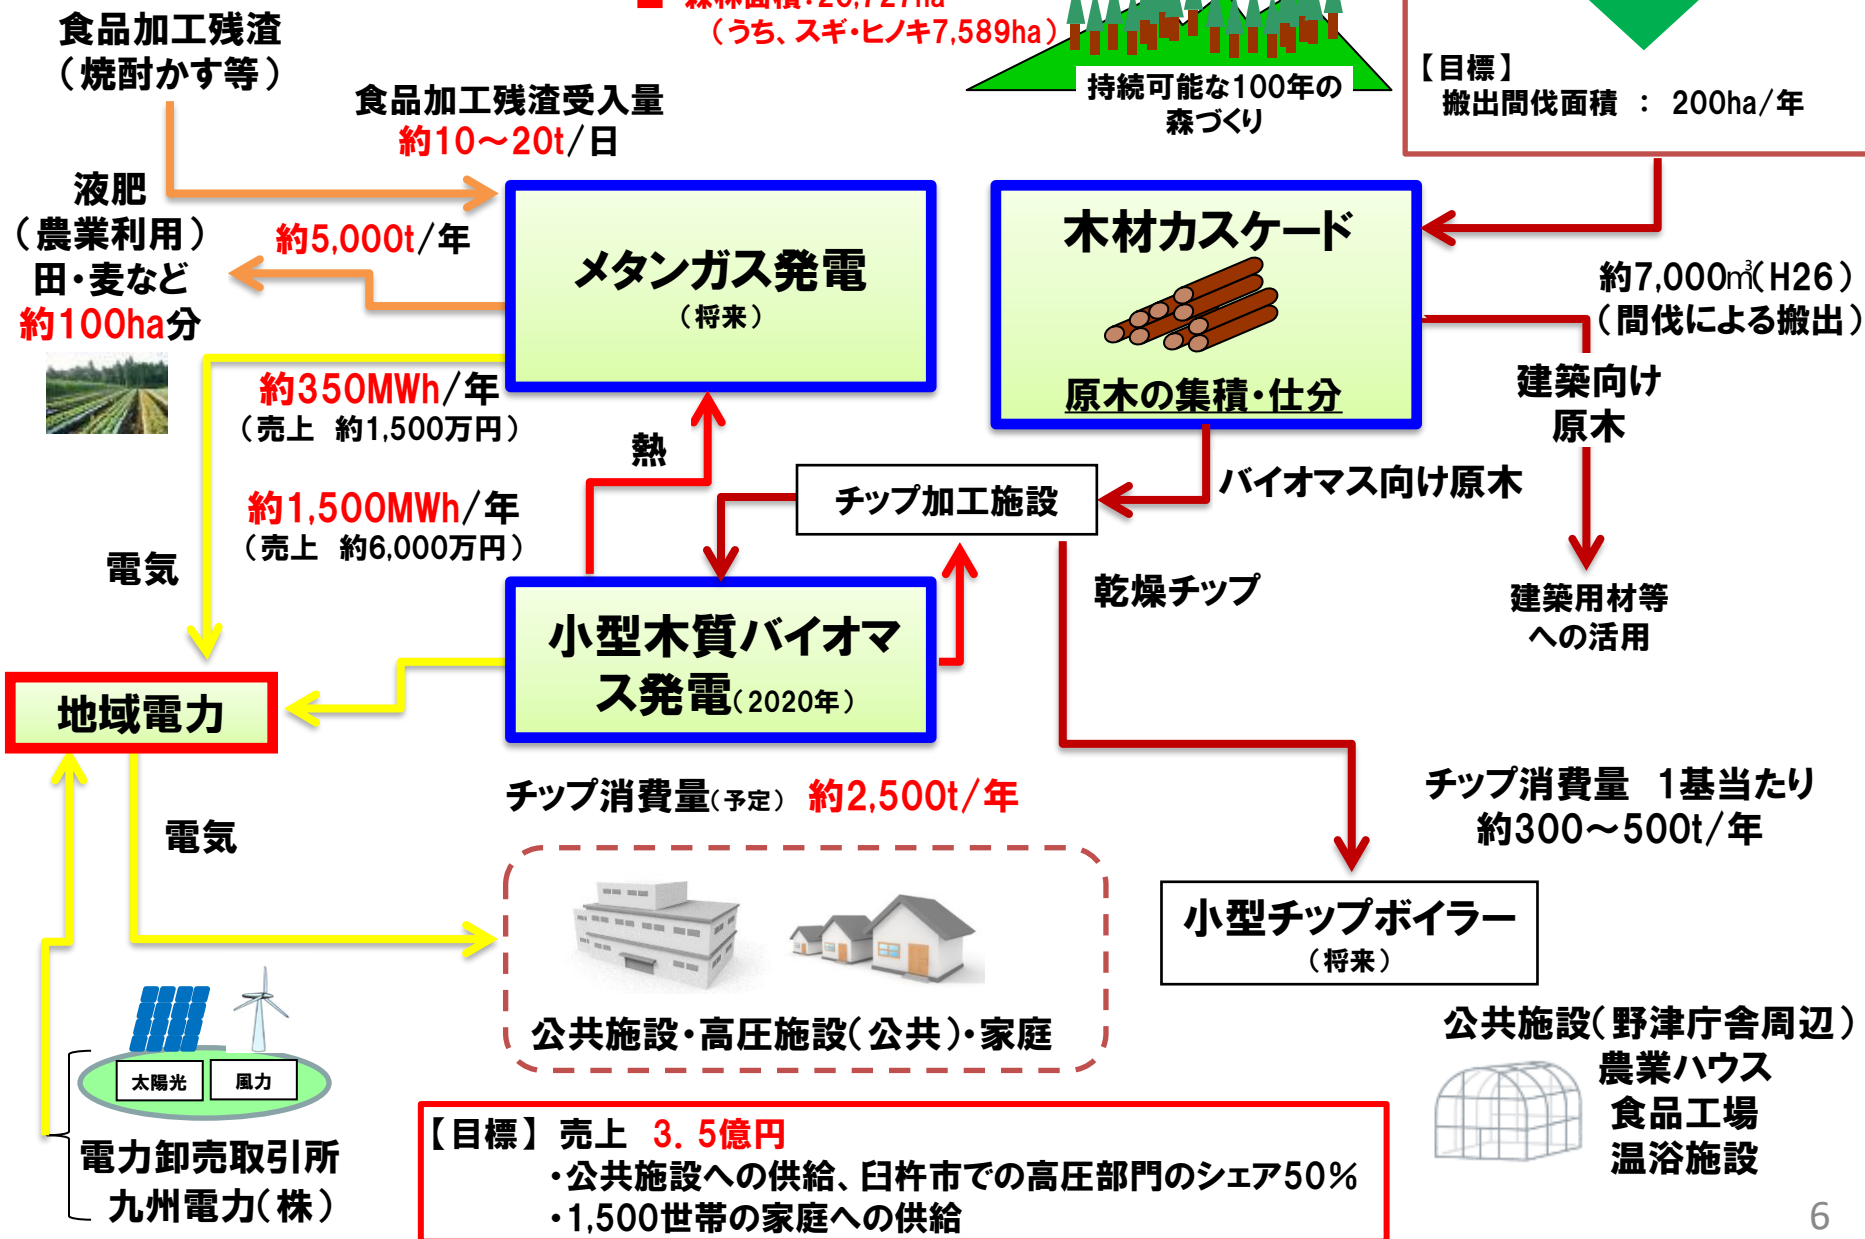 食品加工残渣
（焼酎かす等）
（うち、スギ・ヒノキ7,589ha）
持続可能な100年の
森づくり
【目標】
搬出間伐面積 ： 200ha/年
食品加工残渣受入量
約10～20t/日
液肥
（農業利用）
田・麦など
約100ha分
約5,000t/年
メタンガス発電
（将来）
木材カスケード
原木の集積・仕分
約7,000㎥(H26)
（間伐による搬出）
建築向け
原木
約350MWh/年
（売上 約1,500万円）
熱
約1,500MWh/年
（売上 約6,000万円）
電気
チップ加工施設
バイオマス向け原木
乾燥チップ
建築用材等
への活用
小型木質バイオマ
ス発電（2020年）
地域電力
チップ消費量（予定） 約2,500t/年
チップ消費量 1基当たり
約300～500t/年
電気
小型チップボイラー
（将来）
公共施設・高圧施設（公共）・家庭
公共施設（野津庁舎周辺）
農業ハウス
食品工場
温浴施設
太陽光
風力
電力卸売取引所
九州電力（株）
【目標】売上 3．5億円
・公共施設への供給、臼杵市での高圧部門のシェア50％
・1,500世帯の家庭への供給
6